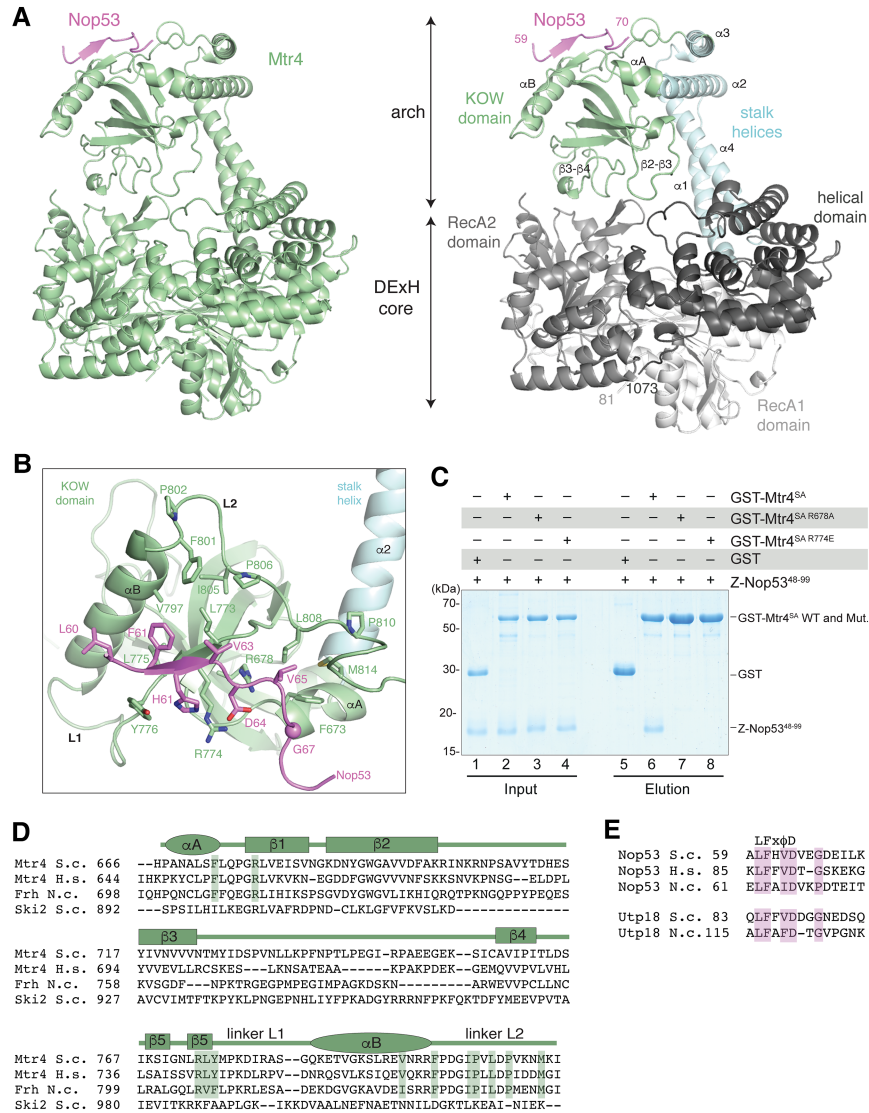 A
Nop53
Mtr4
arch
DExH
core
Nop53
59
70
α3
αA
αB
α2
KOW
domain
stalk
helices
β3-β4
β2-β3
α4
α1
RecA2
domain
helical
domain
1073
81
RecA1
domain
B
KOW
domain
P802
L2
stalk
helix
F801
α2
αB
I805
P806
V797
L773
L808
P810
L60
F61
V63
L775
R678
M814
V65
H61
αA
L1
Y776
D64
F673
R774
G67
Nop53
C
– + – – – + – – GST-Mtr4SA
– – + – – – + – GST-Mtr4SA R678A
– – – + – – – + GST-Mtr4SA R774E
+ – – – + – – – GST
+ + + + + + + + Z-Nop5348-99
(kDa)
70-
50-
30-
20-
15-
GST-Mtr4SA WT and Mut.
GST
Z-Nop5348-99
1 2 3 4 5 6 7 8
Input Elution
D
αA β1 β2
Mtr4 S.c. 666 --HPANALSFLQPGRLVEISVNGKDNYGWGAVVDFAKRINKRNPSAVYTDHES
Mtr4 H.s. 644 IHKPKYCLPFLQPGRLVKVKN-EGDDFGWGVVVNFSKKSNVKPNSG--ELDPL
Frh N.c. 698 IQHPAYCLGFIQEGRLIHIKSPESGVDYGWGVLIKHIQRQTPKNGQPPYPEQES
Ski2 S.c. 892 ---SPSILHILKEGRLVAFRDPND-CLKLGFVFKVSLKD--------------
β3 β4
Mtr4 S.c. 717 YIVNVVVNTMYIDSPVNLLKPFNPTLPEGI-RPAEEGEK---SICAVIPITLDS
Mtr4 H.s. 694 YVVEVLLRCSKES---LKNSATEAA------KPAKPDEK-GEMQVVPVLVHL
Frh N.c. 758 KVSGDF---NPKTRGEGPMPEGIMPAGKDSKN---------ARWEVVPCLLNC
Ski2 S.c. 927 AVCVIMTFTKPYKLPNGEPNHLIYFPKADGYRRRNFPKFQKTDFYMEEVPVTA
β5 β5 linker L1 αB linker L2
Mtr4 S.c. 767 IKSIGNLRLYMPKDIRASG--GQKETVGKSLREVNRRFPDGIPVLDPVKNMKI
Mtr4 H.s. 736 LSAISSVRLYIPKDLRPV--DNRQSVLKSIQEVQKRFPDGIPLLDPIDDMGI
Frh N.c. 799 LRALGQLRVFLPKRLESA--DEKDGVGKAVDEISRRFPDGIPILDPMENMGI
Ski2 S.c. 980 IEVITKRKFAAPLGK---IKKDVAALNEFNAETNNILDGKTLKEAI-NIEK--
E
LFxϕD
Nop53 S.c. 59 ALFHVDVEGDEILK
Nop53 H.s. 85 KLFFVDT-GSKEKG
Nop53 N.c. 61 ELFAIDVKPDTEIT
Utp18 S.c. 83 QLFFVDDGGNEDSQ
Utp18 N.c.115 ALFAFD-TGVPGNK